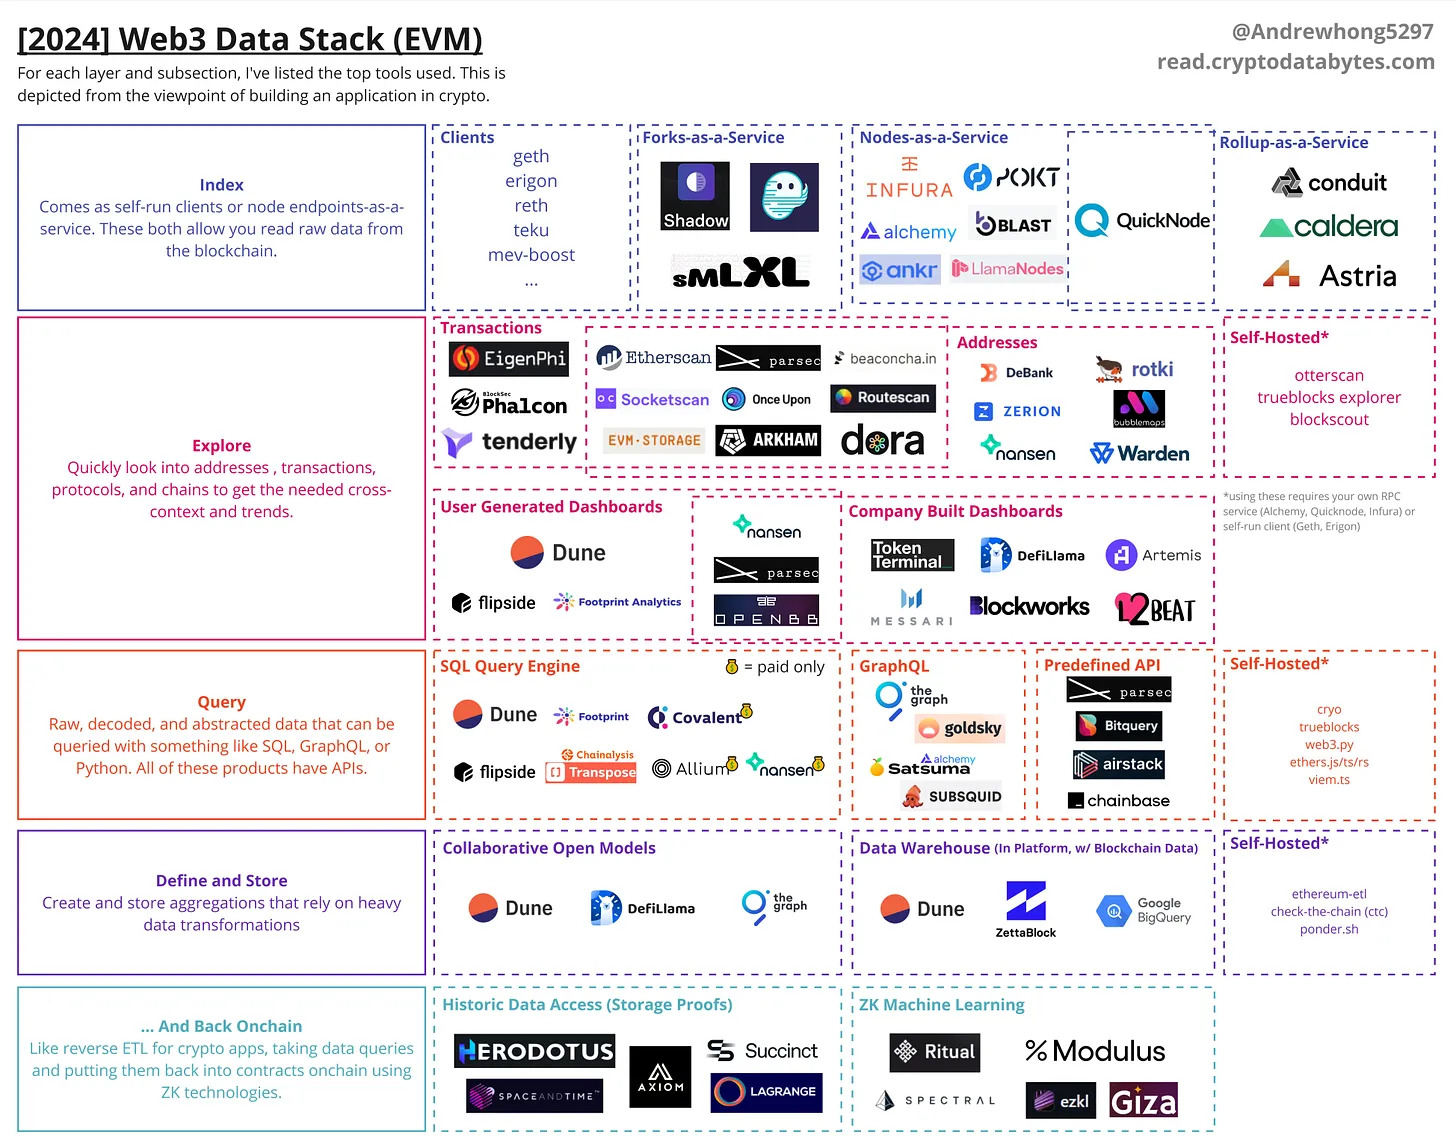 [2024] Web3 Data Stack (EVM)
For each layer and subsection, I've listed the top tools used. This is
depicted from the viewpoint of building an application in crypto.
@Andrewhong5297
read.cryptodatabytes.com
Index
Comes as self-run clients or node endpoints-as-a-
service. These both allow you read raw data from
the blockchain.
Clients
geth
erigon
reth
teku
mev-boost
...
Forks-as-a-Service
Shadow
sMLXL
Nodes-as-a-Service
INFURA
POKT
alchemy
BLAST
ankr
LlamaNodes
QuickNode
Rollup-as-a-Service
conduit
caldera
Astria
Explore
Quickly look into addresses , transactions,
protocols, and chains to get the needed cross-
context and trends.
Transactions
EigenPhi
BlockSec
Phalcon
tenderly
Etherscan
parsec
beaconcha.in
Socketscan
Once Upon
Routescan
EVM·STORAGE
ARKHAM
dora
Addresses
DeBank
rotki
ZERION
bubblemaps
nansen
Warden
Self-Hosted*
otterscan
trueblocks explorer
blockscout
*using these requires your own RPC
service (Alchemy, Quicknode, Infura) or
self-run client (Geth, Erigon)
User Generated Dashboards
Dune
flipside
Footprint Analytics
nansen
parsec
OPENBB
Company Built Dashboards
Token
Terminal_
DefiLlama
Artemis
MESSARI
Blockworks
L2BEAT
Query
Raw, decoded, and abstracted data that can be
queried with something like SQL, GraphQL, or
Python. All of these products have APIs.
SQL Query Engine
= paid only
Dune
Footprint
Covalent
flipside
Chainalysis
Transpose
Allium
nansen
GraphQL
the
graph
goldsky
alchemy
Satsuma
SUBSQUID
Predefined API
parsec
Bitquery
airstack
chainbase
Self-Hosted*
cryo
trueblocks
web3.py
ethers.js/ts/rs
viem.ts
Define and Store
Create and store aggregations that rely on heavy
data transformations
Collaborative Open Models
Dune
DefiLlama
the
graph
Data Warehouse (In Platform, w/ Blockchain Data)
Dune
ZettaBlock
Google
BigQuery
Self-Hosted*
ethereum-etl
check-the-chain (ctc)
ponder.sh
... And Back Onchain
Like reverse ETL for crypto apps, taking data queries
and putting them back into contracts onchain using
ZK technologies.
Historic Data Access (Storage Proofs)
HERODOTUS
SPACEANDTIME™
AXIOM
Succinct
LAGRANGE
ZK Machine Learning
Ritual
Modulus
SPECTRAL
ezkl
Giza